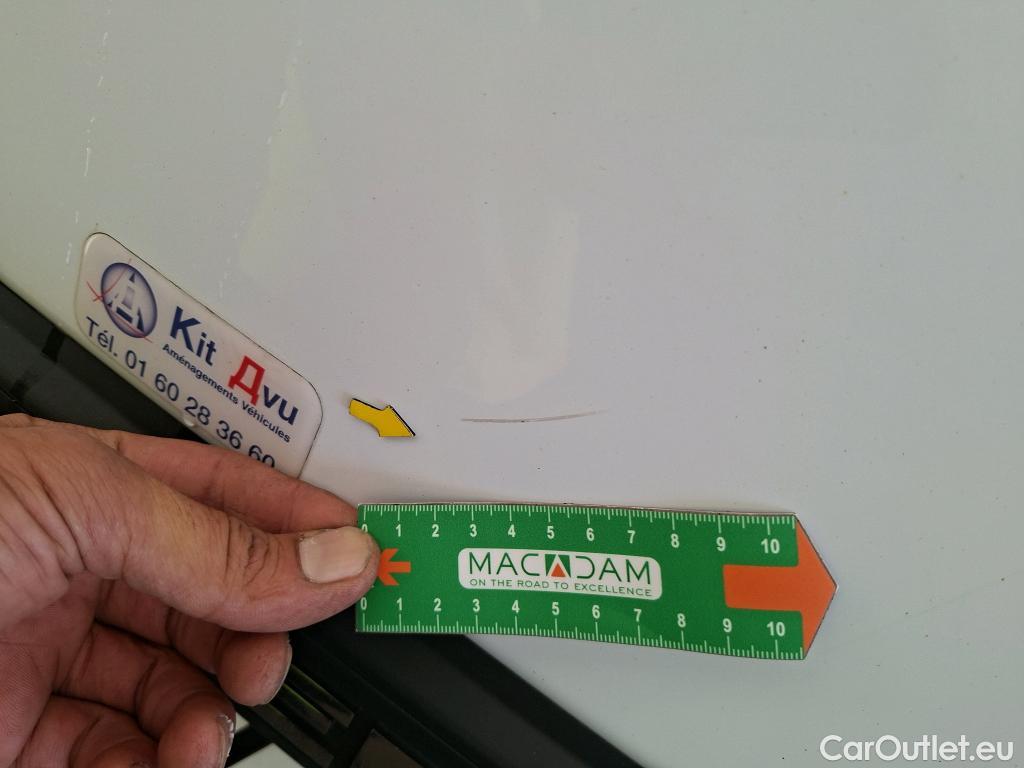 Kit Дvu
Aménagements Véhicules
Tél. 01 60 28 36 60
0 1 2 3 4 5 6 7 8 9 10
MACADAM
ON THE ROAD TO EXCELLENCE
0 1 2 3 4 5 6 7 8 9 10
CarOutlet.eu